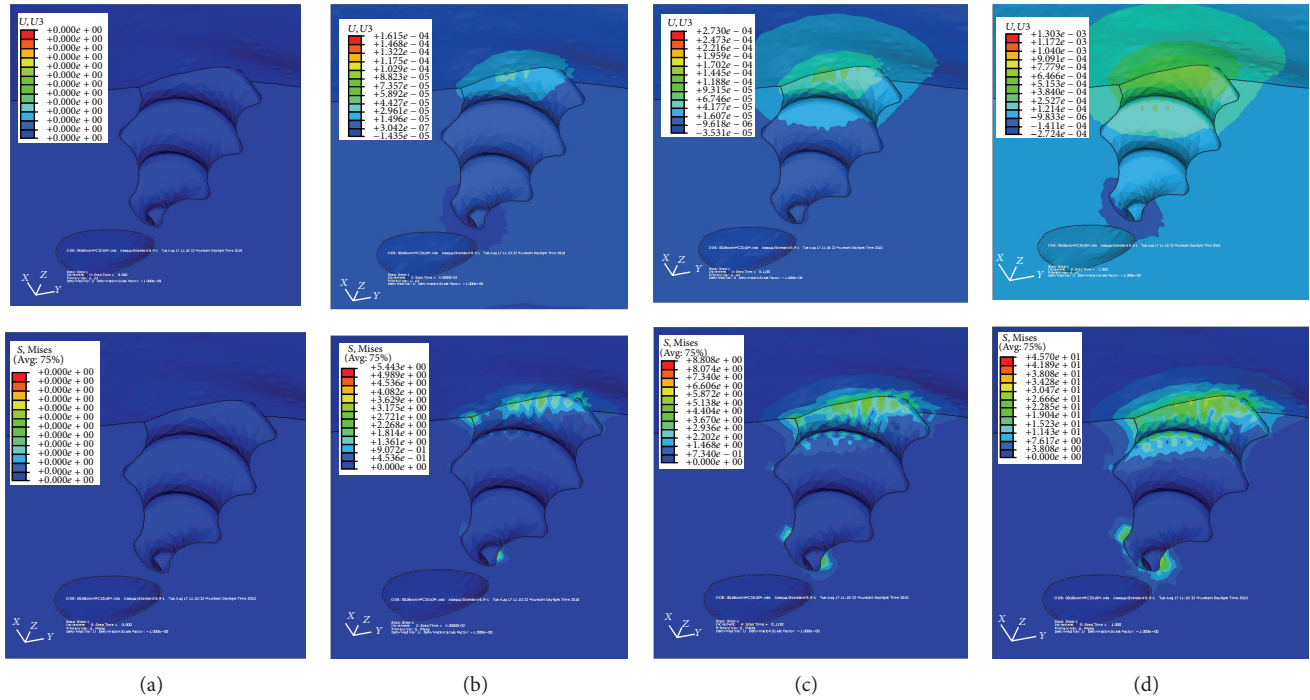 U, U3
+0.000e + 00
+0.000e + 00
+0.000e + 00
+0.000e + 00
+0.000e + 00
+0.000e + 00
+0.000e + 00
+0.000e + 00
+0.000e + 00
+0.000e + 00
+0.000e + 00
+0.000e + 00
+0.000e + 00
X Z Y
U, U3
+1.615e − 04
+1.468e − 04
+1.322e − 04
+1.175e − 04
+1.029e − 04
+8.823e − 05
+7.357e − 05
+5.892e − 05
+4.427e − 05
+2.961e − 05
+1.496e − 05
+3.042e − 07
−1.435e − 05
X Z Y
U, U3
+2.730e − 04
+2.473e − 04
+2.216e − 04
+1.959e − 04
+1.702e − 04
+1.445e − 04
+1.188e − 04
+9.315e − 05
+6.746e − 05
+4.177e − 05
+1.607e − 05
−9.618e − 06
−3.531e − 05
X Z Y
U, U3
+1.303e − 03
+1.172e − 03
+1.040e − 03
+9.091e − 04
+7.779e − 04
+6.466e − 04
+5.153e − 04
+3.840e − 04
+2.527e − 04
+1.214e − 04
−9.833e − 06
−1.411e − 04
−2.724e − 04
X Z Y
S, Mises
(Avg: 75%)
+0.000e + 00
+0.000e + 00
+0.000e + 00
+0.000e + 00
+0.000e + 00
+0.000e + 00
+0.000e + 00
+0.000e + 00
+0.000e + 00
+0.000e + 00
+0.000e + 00
+0.000e + 00
+0.000e + 00
X Z Y
S, Mises
(Avg: 75%)
+5.443e + 00
+4.989e + 00
+4.536e + 00
+4.082e + 00
+3.629e + 00
+3.175e + 00
+2.721e + 00
+2.268e + 00
+1.814e + 00
+1.361e + 00
+9.072e − 01
+4.536e − 01
+0.000e + 00
X Z Y
S, Mises
(Avg: 75%)
+8.808e + 00
+8.074e + 00
+7.340e + 00
+6.606e + 00
+5.872e + 00
+5.138e + 00
+4.404e + 00
+3.670e + 00
+2.936e + 00
+2.202e + 00
+1.468e + 00
+7.340e − 01
+0.000e + 00
X Z Y
S, Mises
(Avg: 75%)
+4.570e + 01
+4.189e + 01
+3.808e + 01
+3.428e + 01
+3.047e + 01
+2.666e + 01
+2.285e + 01
+1.904e + 01
+1.523e + 01
+1.143e + 01
+7.617e + 00
+3.808e + 00
+0.000e + 00
X Z Y
(a) (b) (c) (d)